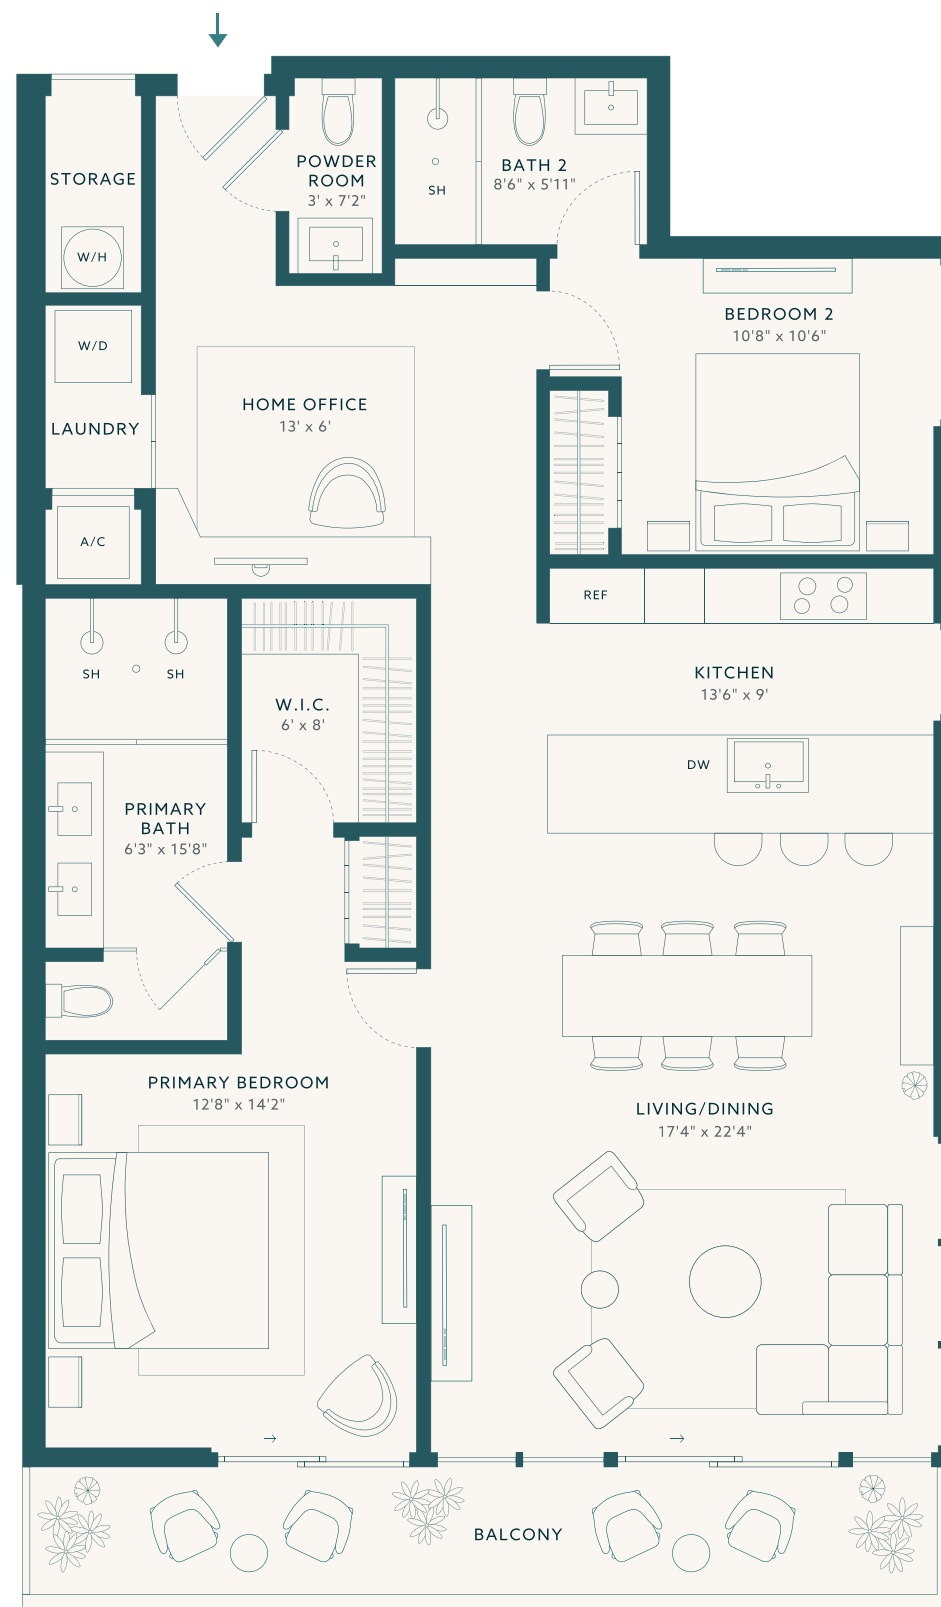 STORAGE
W/H
POWDER
ROOM
3' x 7'2"
SH
BATH 2
8'6" x 5'11"
W/D
LAUNDRY
A/C
HOME OFFICE
13' x 6'
BEDROOM 2
10'8" x 10'6"
REF
KITCHEN
13'6" x 9'
DW
SH
SH
W.I.C.
6' x 8'
PRIMARY
BATH
6'3" x 15'8"
PRIMARY BEDROOM
12'8" x 14'2"
LIVING/DINING
17'4" x 22'4"
BALCONY